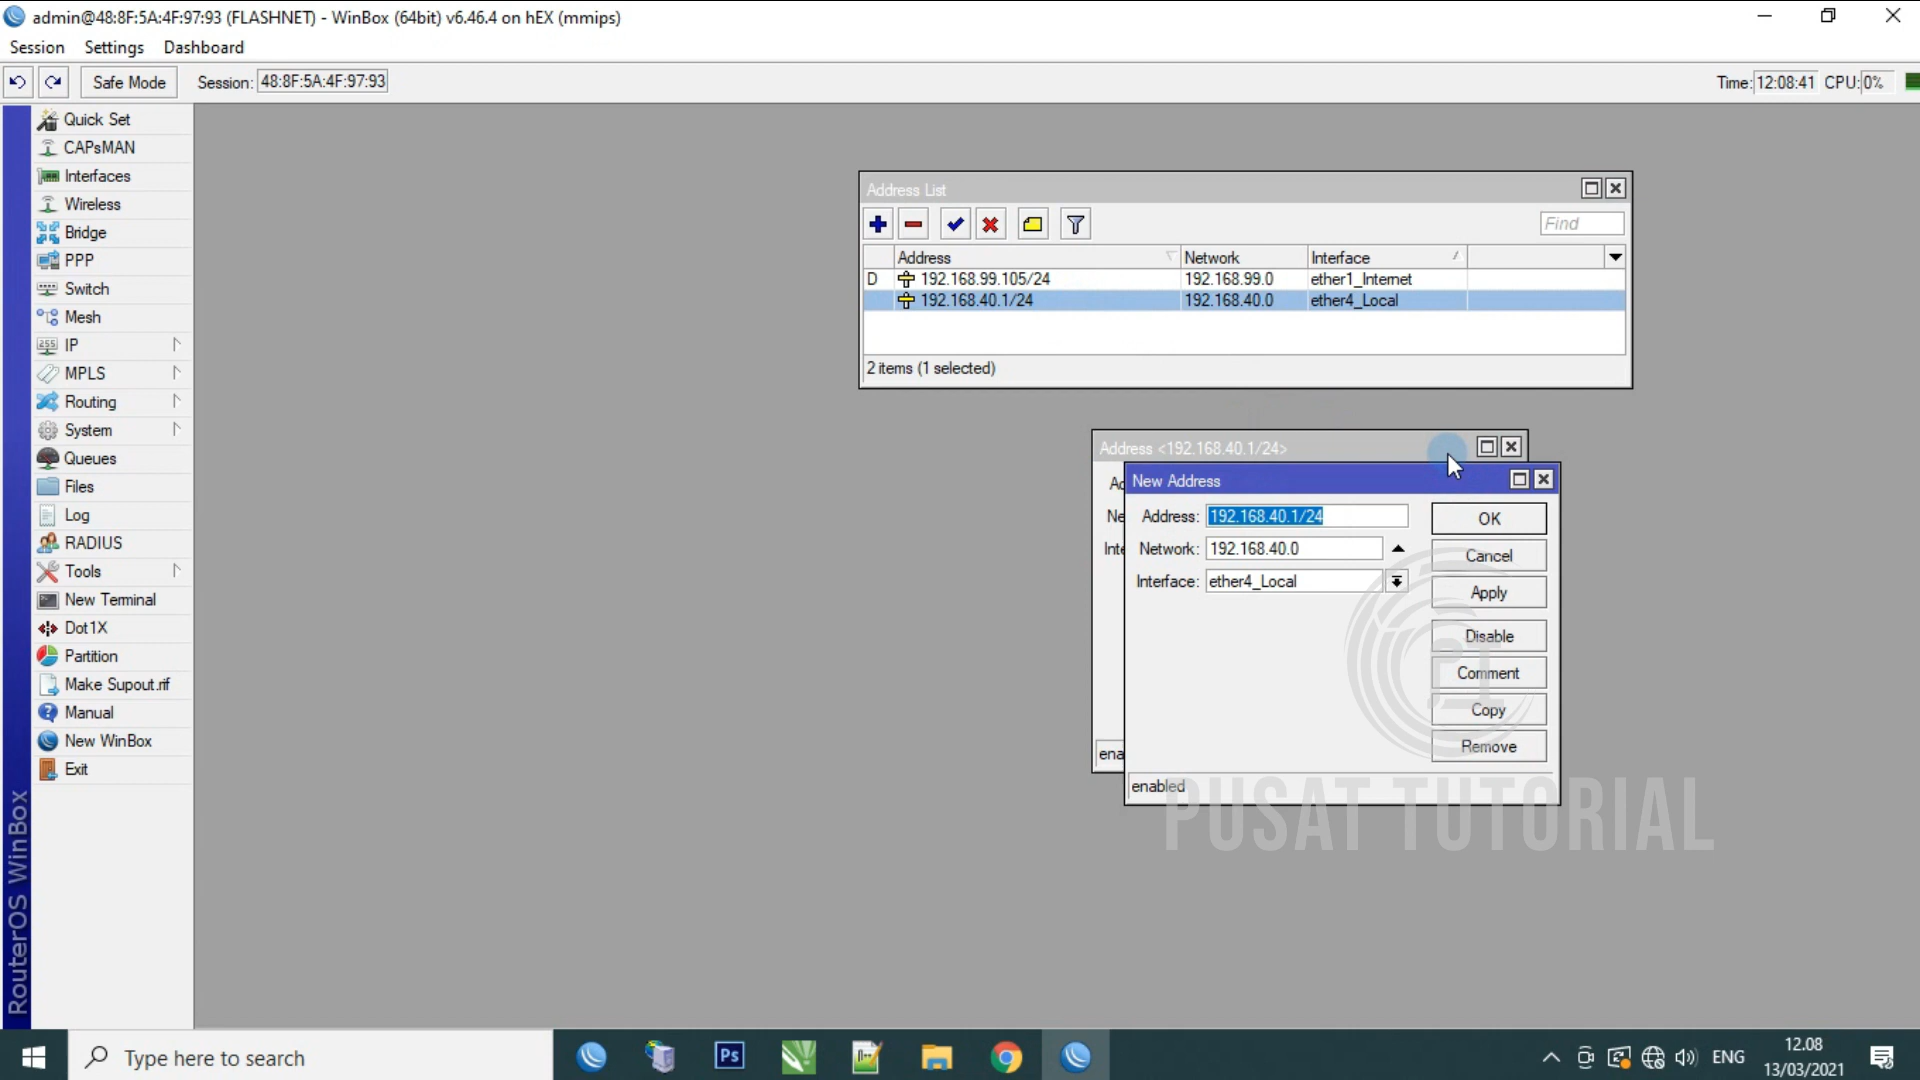 admin@48:8F:5A:4F:97:93 (FLASHNET) - WinBox (64bit) v6.46.4 on hEX (mmips)
Session Settings Dashboard
Safe Mode Session: 48:8F:5A:4F:97:93 Time: 12:08:41 CPU: 0%
Quick Set
CAPsMAN
Interfaces
Wireless
Bridge
PPP
Switch
Mesh
IP
MPLS
Routing
System
Queues
Files
Log
RADIUS
Tools
New Terminal
Dot1X
Partition
Make Supout.rif
Manual
New WinBox
Exit
RouterOS WinBox
Address List
Find
Address Network Interface
D 192.168.99.105/24 192.168.99.0 ether1_Internet
192.168.40.1/24 192.168.40.0 ether4_Local
2 items (1 selected)
Address <192.168.40.1/24>
Ad
Ne
Inte
ena
New Address
Address: 192.168.40.1/24
Network: 192.168.40.0
Interface: ether4_Local
OK
Cancel
Apply
Disable
Comment
Copy
Remove
enabled
PUSAT TUTORIAL
Type here to search
Ps
ENG
12.08
13/03/2021